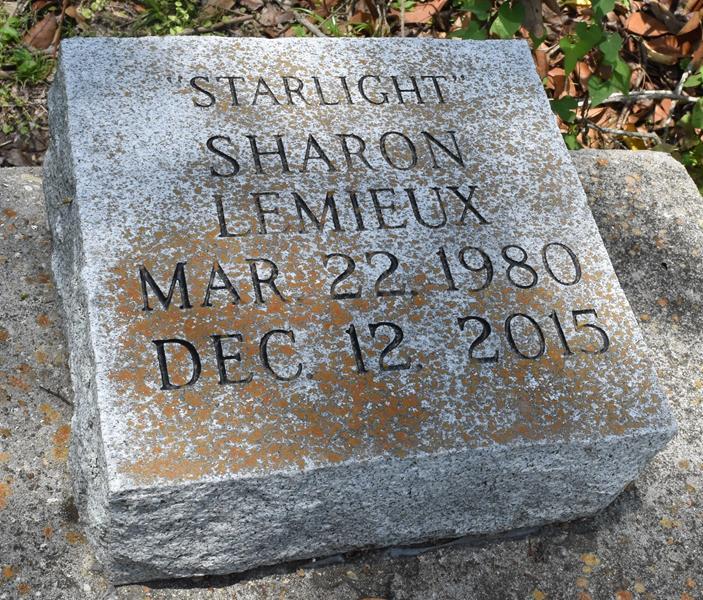 "STARLIGHT"
SHARON
LEMIEUX
MAR. 22. 1980
DEC. 12. 2015